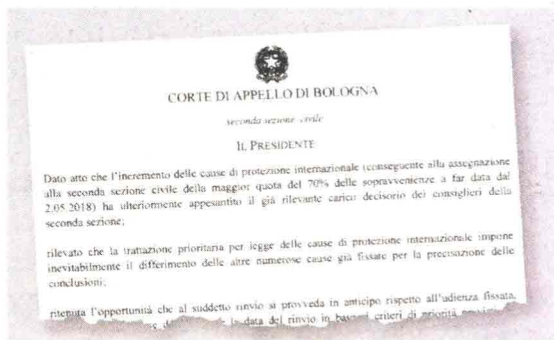 CORTE DI APPELLO DI BOLOGNA
seconda sezione civile
IL PRESIDENTE
Dato atto che l'incremento delle cause di protezione internazionale (conseguente alla assegnazione
alla seconda sezione civile della maggior quota del 70% delle sopravvenienze a far data dal
2.05.2018) ha ulteriormente appesantito il già rilevante carico decisorio dei consiglieri della
seconda sezione;
rilevato che la trattazione prioritaria per legge delle cause di protezione internazionale impone
inevitabilmente il differimento delle altre numerose cause già fissate per la precisazione delle
conclusioni;
ritenuta l'opportunità che al suddetto rinvio si provveda in anticipo rispetto all'udienza fissata,
la data del rinvio in base criteri di priorità